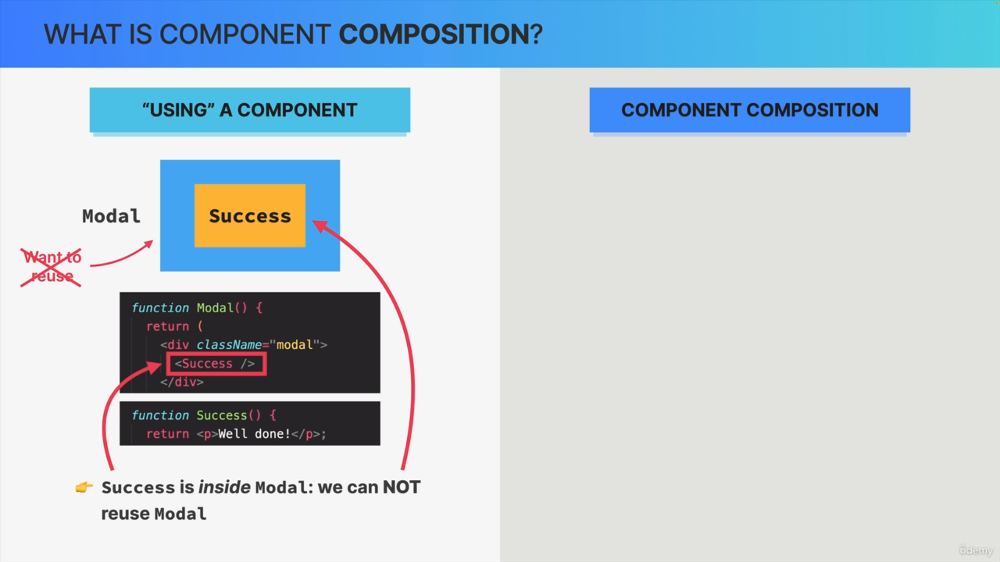 WHAT IS COMPONENT COMPOSITION?
“USING” A COMPONENT
Modal
Success
Want to
reuse
function Modal() {
return (
<div className="modal">
<Success />
</div>
function Success() {
return <p>Well done!</p>;
👉 Success is inside Modal: we can NOT
reuse Modal
COMPONENT COMPOSITION
ûdemy